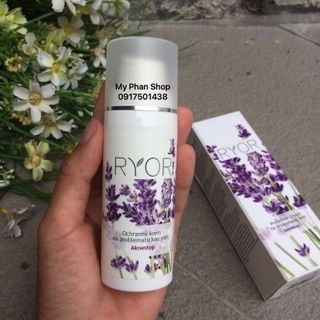 My Phan Shop
0917501438
RYOR
Ochranný krém
na problematickou pleť
Aknestop
RYOR